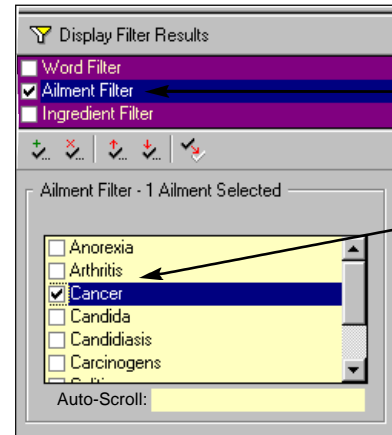 Display Filter Results
Word Filter
Ailment Filter
Ingredient Filter
Ailment Filter - 1 Ailment Selected
Anorexia
Arthritis
Cancer
Candida
Candidiasis
Carcinogens
Auto-Scroll: